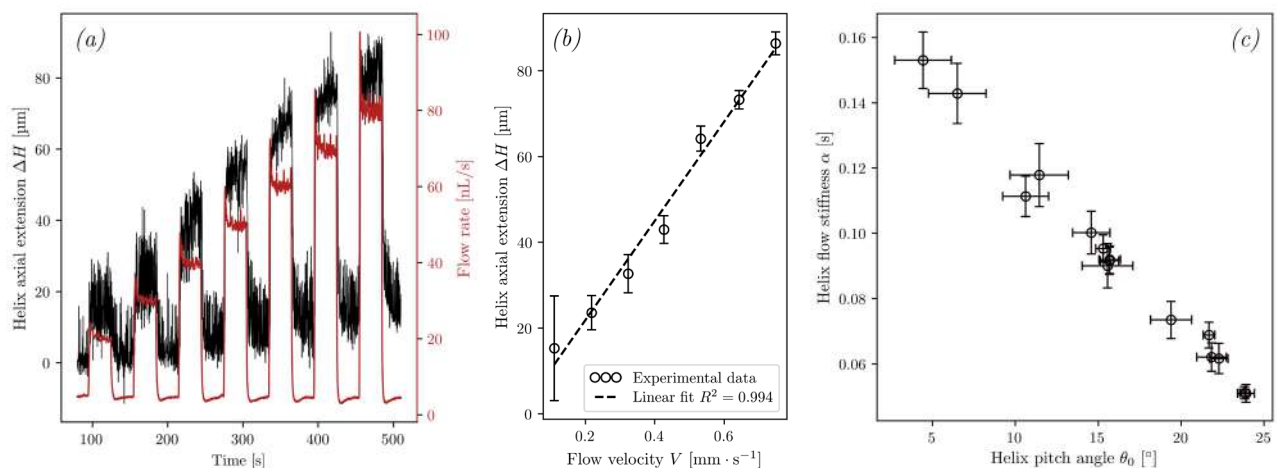 (a)
Helix axial extension ΔH [µm]
80
60
40
20
0
100 200 300 400 500
Time [s]
100
80
60
40
20
0
Flow rate [nL/s]
(b)
Helix axial extension ΔH [µm]
80
60
40
20
0
Experimental data
Linear fit R² = 0.994
0.2 0.4 0.6
Flow velocity V [mm · s⁻¹]
(c)
Helix flow stiffness α [s]
0.16
0.14
0.12
0.10
0.08
0.06
5 10 15 20 25
Helix pitch angle θ₀ [°]